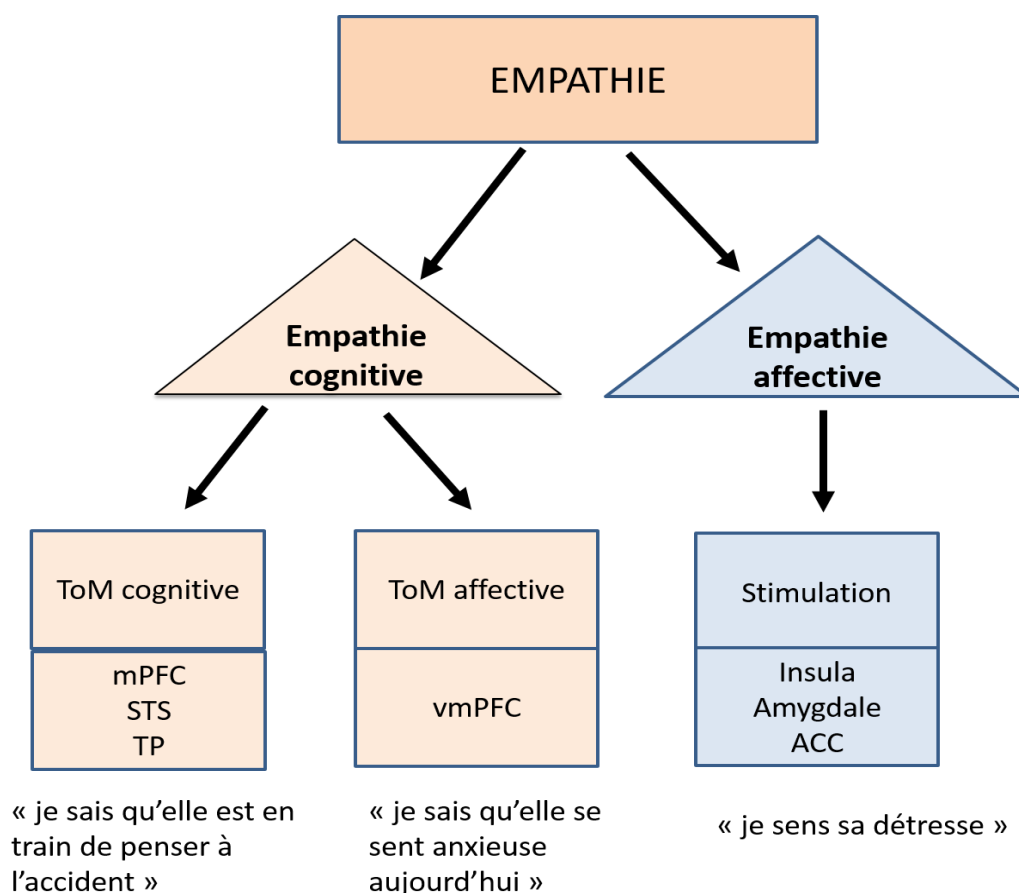 EMPATHIE
Empathie
cognitive
Empathie
affective
ToM cognitive
mPFC
STS
TP
ToM affective
vmPFC
Stimulation
Insula
Amygdale
ACC
« je sais qu’elle est en
train de penser à
l’accident »
« je sais qu’elle se
sent anxieuse
aujourd’hui »
« je sens sa détresse »